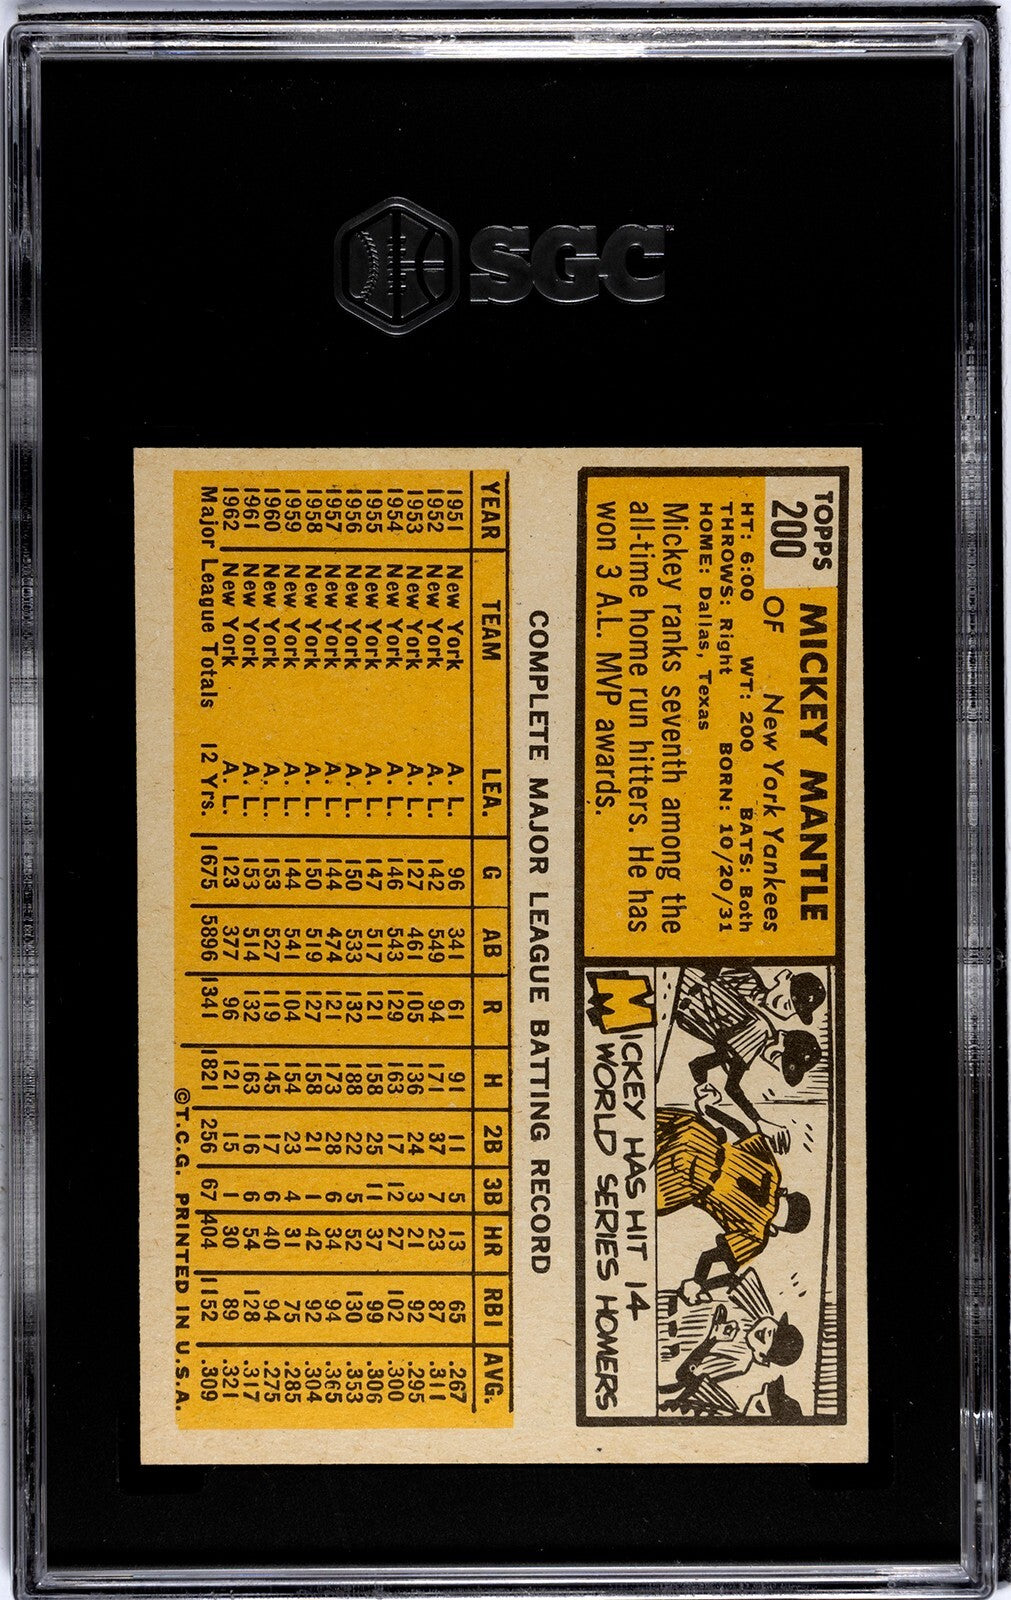 SGC
TOPPS
200
MICKEY MANTLE
OF New York Yankees
HT: 6:00 WT: 200 BATS: Both
THROWS: Right BORN: 10/20/31
HOME: Dallas, Texas
Mickey ranks seventh among the
all-time home run hitters. He has
won 3 A.L. MVP awards.
7
MICKEY HAS HIT 14
WORLD SERIES HOMERS
COMPLETE MAJOR LEAGUE BATTING RECORD
YEAR TEAM LEA. G AB R H 2B 3B HR RBI AVG.
1951 New York A. L. 96 341 61 91 11 5 13 65 .267
1952 New York A. L. 142 549 94 171 37 7 23 87 .311
1953 New York A. L. 127 461 105 136 24 3 21 92 .295
1954 New York A. L. 146 543 129 163 17 12 27 102 .300
1955 New York A. L. 147 517 121 158 25 11 37 99 .306
1956 New York A. L. 150 533 132 188 22 5 52 130 .353
1957 New York A. L. 144 474 121 173 28 6 34 94 .365
1958 New York A. L. 150 519 127 158 21 1 42 92 .304
1959 New York A. L. 144 541 104 154 23 4 31 75 .285
1960 New York A. L. 153 527 119 145 17 6 40 94 .275
1961 New York A. L. 153 514 132 163 16 6 54 128 .317
1962 New York A. L. 123 377 96 121 15 1 30 89 .321
Major League Totals 12 Yrs. 1675 5896 1341 1821 256 67 404 1152 .309
©T.C.G. PRINTED IN U.S.A.